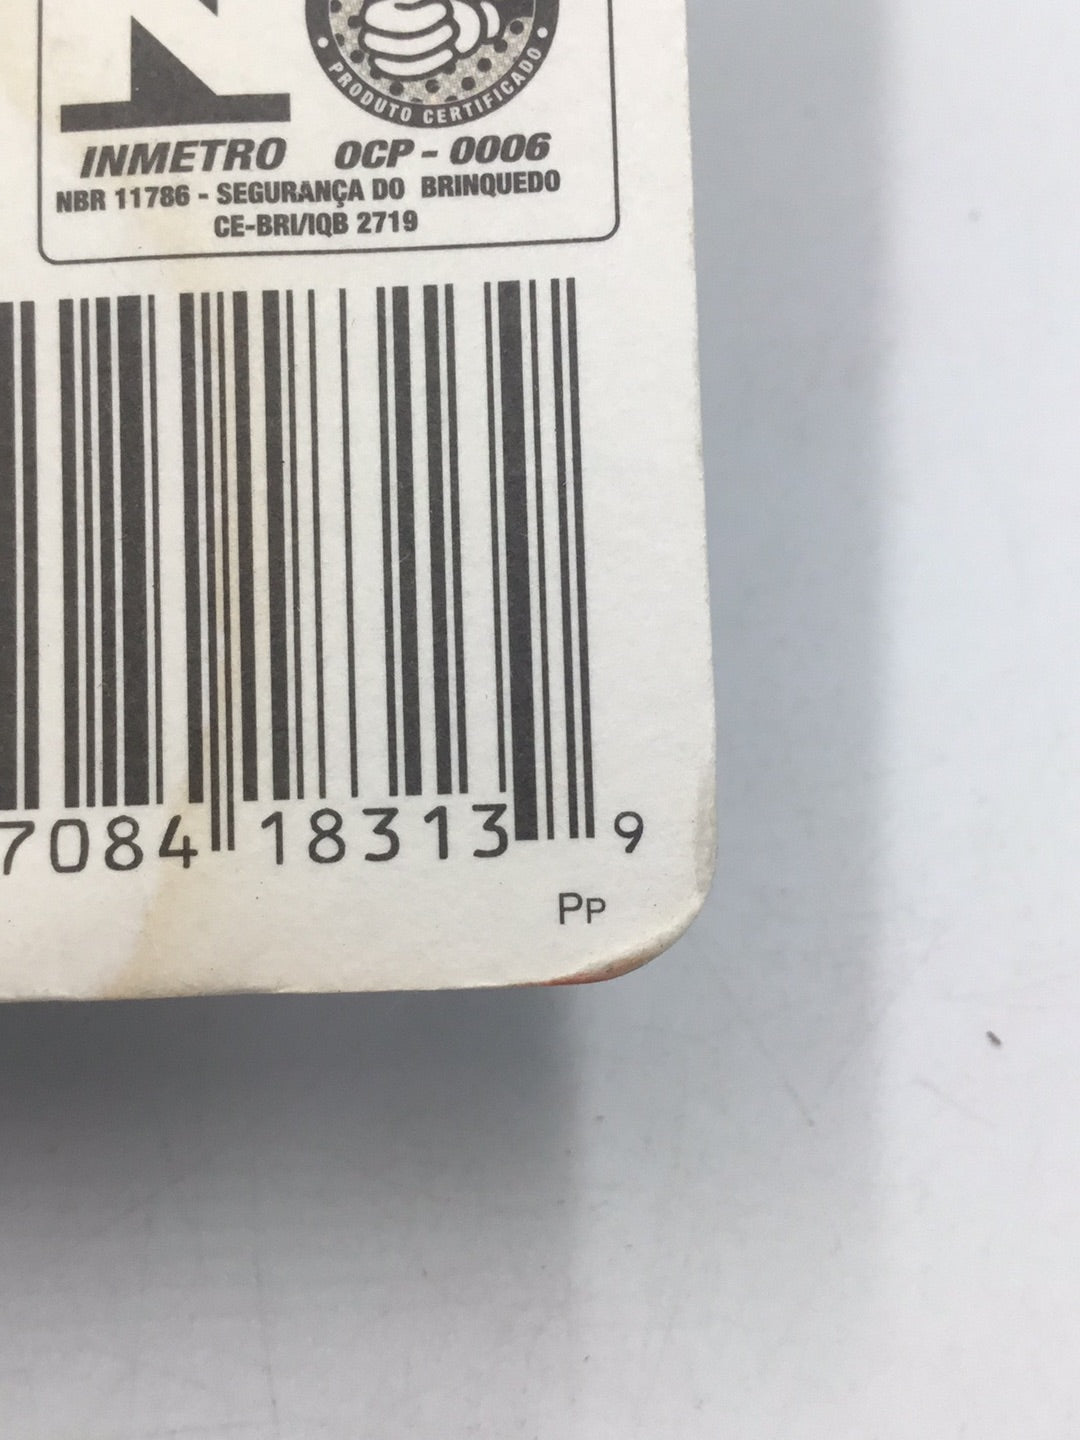 PRODUTO CERTIFICADO
INMETRO OCP - 0006
NBR 11786 - SEGURANÇA DO BRINQUEDO
CE-BRI/IQB 2719
7084 18313 9
PP